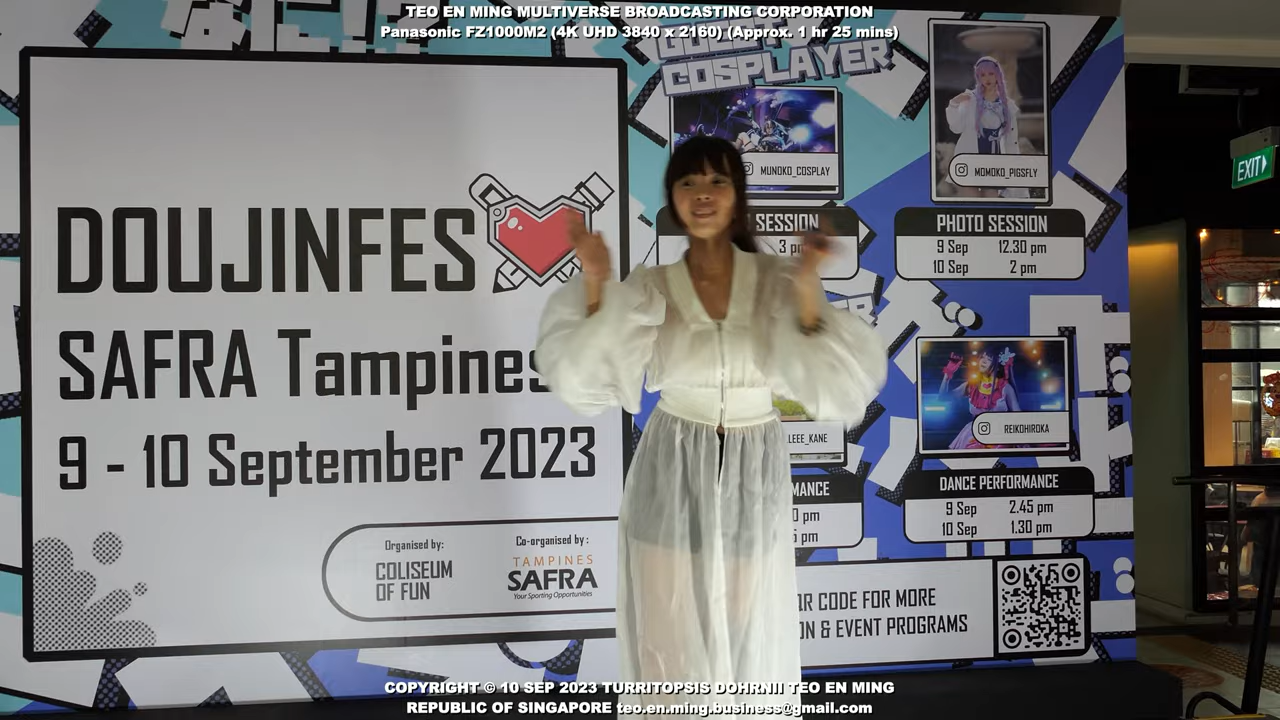 TEO EN MING MULTIVERSE BROADCASTING CORPORATION
Panasonic FZ1000M2 (4K UHD 3840 x 2160) (Approx. 1 hr 25 mins)
COSPLAYER
MUNOKO_COSPLAY
MOMOKO_PIGSFLY
SESSION
3 pm
PHOTO SESSION
9 Sep 12.30 pm
10 Sep 2 pm
DOUJINFES
SAFRA Tampines
9 - 10 September 2023
LEEE_KANE
REIKOHIROKA
DANCE PERFORMANCE
9 Sep 2.45 pm
10 Sep 1.30 pm
Organised by:
COLISEUM
OF FUN
Co-organised by:
TAMPINES
SAFRA
Your Sporting Opportunities
QR CODE FOR MORE
& EVENT PROGRAMS
EXIT
COPYRIGHT © 10 SEP 2023 TURRITOPSIS DOHRNII TEO EN MING
REPUBLIC OF SINGAPORE teo.en.ming.business@gmail.com